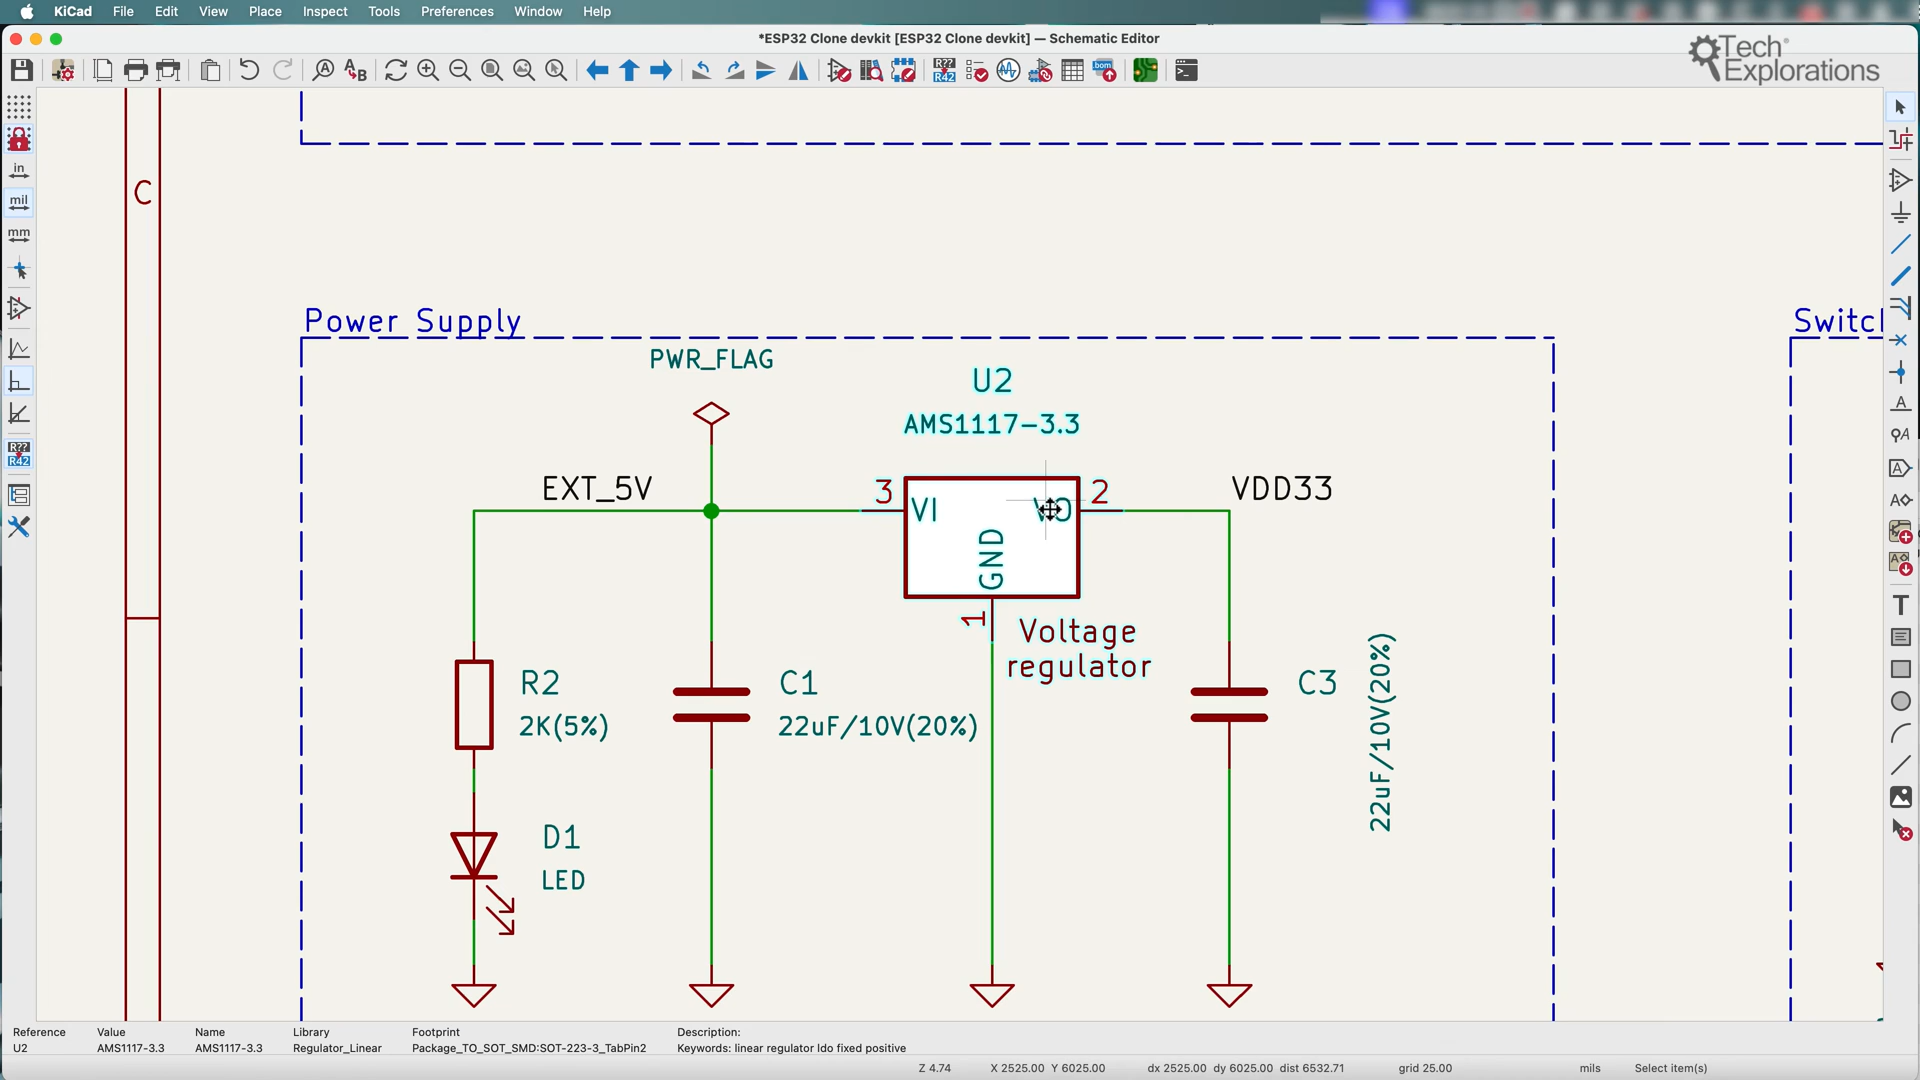 KiCad File Edit View Place Inspect Tools Preferences Window Help
*ESP32 Clone devkit [ESP32 Clone devkit] — Schematic Editor
Tech
Explorations
in
mil
mm
R??
R42
A
B
R??
R42
bom
C
Power Supply
Switc
PWR_FLAG
U2
AMS1117-3.3
EXT_5V
3
VI
VO
2
VDD33
GND
1
Voltage
regulator
R2
2K(5%)
C1
22uF/10V(20%)
C3
22uF/10V(20%)
D1
LED
Reference Value Name Library Footprint Description:
U2 AMS1117-3.3 AMS1117-3.3 Regulator_Linear Package_TO_SOT_SMD:SOT-223-3_TabPin2 Keywords: linear regulator ldo fixed positive
Z 4.74 X 2525.00 Y 6025.00 dx 2525.00 dy 6025.00 dist 6532.71 grid 25.00 mils Select item(s)